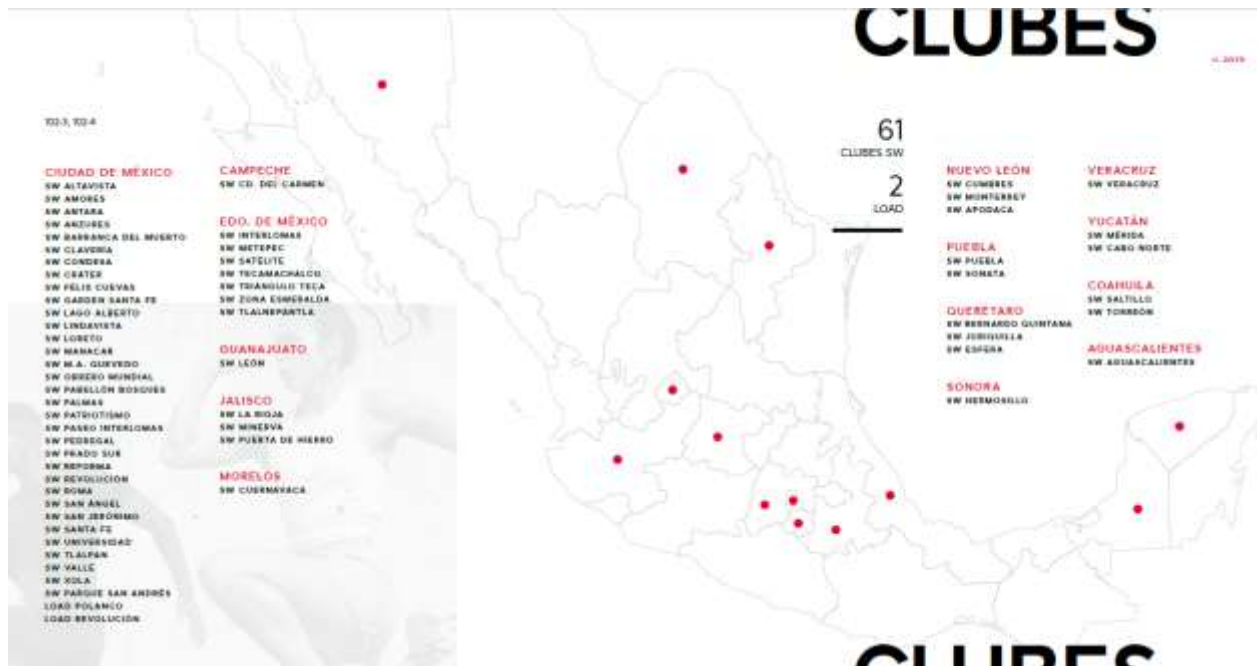 CLUBES
102-3, 102-4
61
CLUBES SW
2
LOAD
CIUDAD DE MÉXICO
SW ALTAVISTA
SW AMORES
SW ANTARA
SW ANZURES
SW BARRANCA DEL MUERTO
SW CLAVERÍA
SW CONDESA
SW CRÁTER
SW FÉLIX CUEVAS
SW GARDEN SANTA FE
SW LAGO ALBERTO
SW LINDAVISTA
SW LORETO
SW MANACAR
SW M.A. QUEVEDO
SW OBRERO MUNDIAL
SW PABELLÓN BOSQUES
SW PALMAS
SW PATRIOTISMO
SW PASEO INTERLOMAS
SW PEDREGAL
SW PRADO SUR
SW REFORMA
SW REVOLUCIÓN
SW ROMA
SW SAN ÁNGEL
SW SAN JERÓNIMO
SW SANTA FE
SW UNIVERSIDAD
SW TLALPAN
SW VALLE
SW XOLA
SW PARQUE SAN ANDRÉS
LOAD POLANCO
LOAD REVOLUCIÓN
CAMPECHE
SW CD. DEL CARMEN
EDO. DE MÉXICO
SW INTERLOMAS
SW METEPEC
SW SATÉLITE
SW TECAMACHALCO
SW TRIÁNGULO TECA
SW ZONA ESMERALDA
SW TLALNEPANTLA
GUANAJUATO
SW LEÓN
JALISCO
SW LA RIOJA
SW MINERVA
SW PUERTA DE HIERRO
MORELOS
SW CUERNAVACA
NUEVO LEÓN
SW CUMBRES
SW MONTERREY
SW APODACA
PUEBLA
SW PUEBLA
SW SONATA
QUERÉTARO
SW BERNARDO QUINTANA
SW JURIQUILLA
SW ESFERA
SONORA
SW HERMOSILLO
VERACRUZ
SW VERACRUZ
YUCATÁN
SW MÉRIDA
SW CABO NORTE
COAHUILA
SW SALTILLO
SW TORREÓN
AGUASCALIENTES
SW AGUASCALIENTES
CLUBES